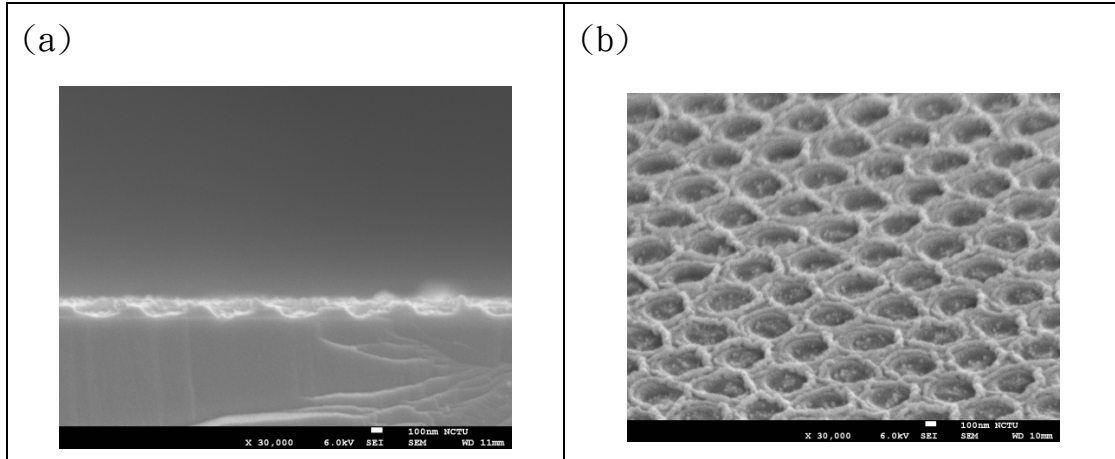 (a)
(b)
100nm NCTU
X 30,000 6.0kV SEI SEM WD 11mm
100nm NCTU
X 30,000 6.0kV SEI SEM WD 10mm